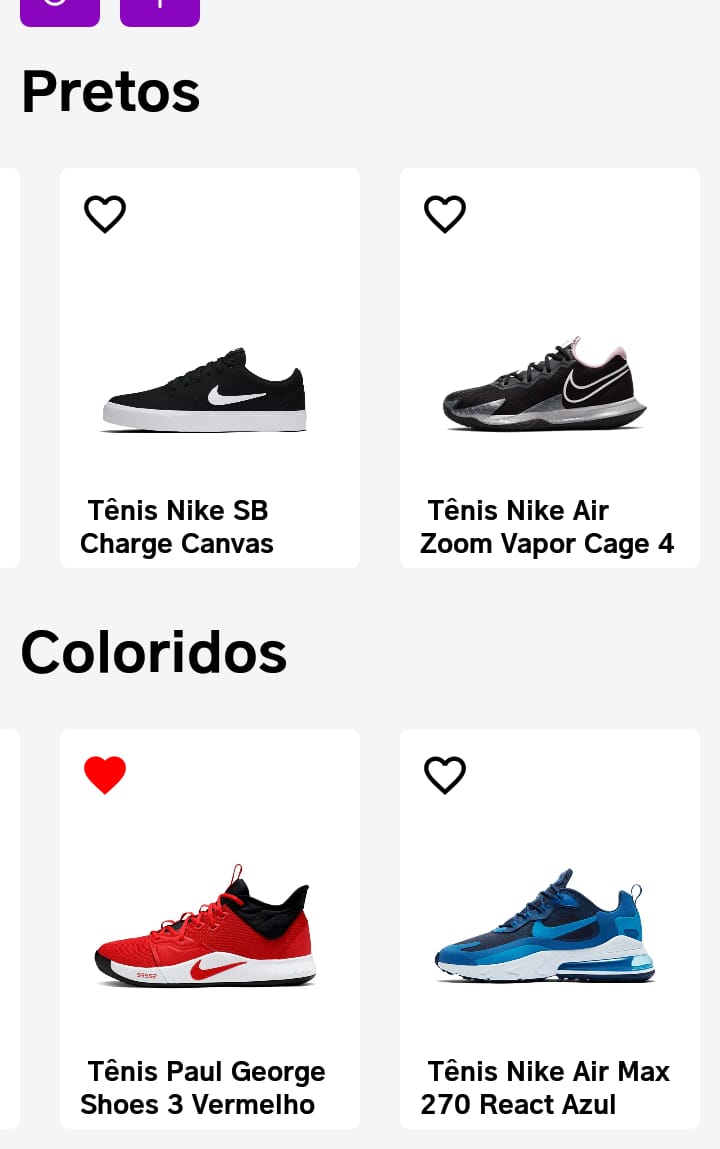 Pretos
Tênis Nike SB
Charge Canvas
Tênis Nike Air
Zoom Vapor Cage 4
Coloridos
Tênis Paul George
Shoes 3 Vermelho
Tênis Nike Air Max
270 React Azul